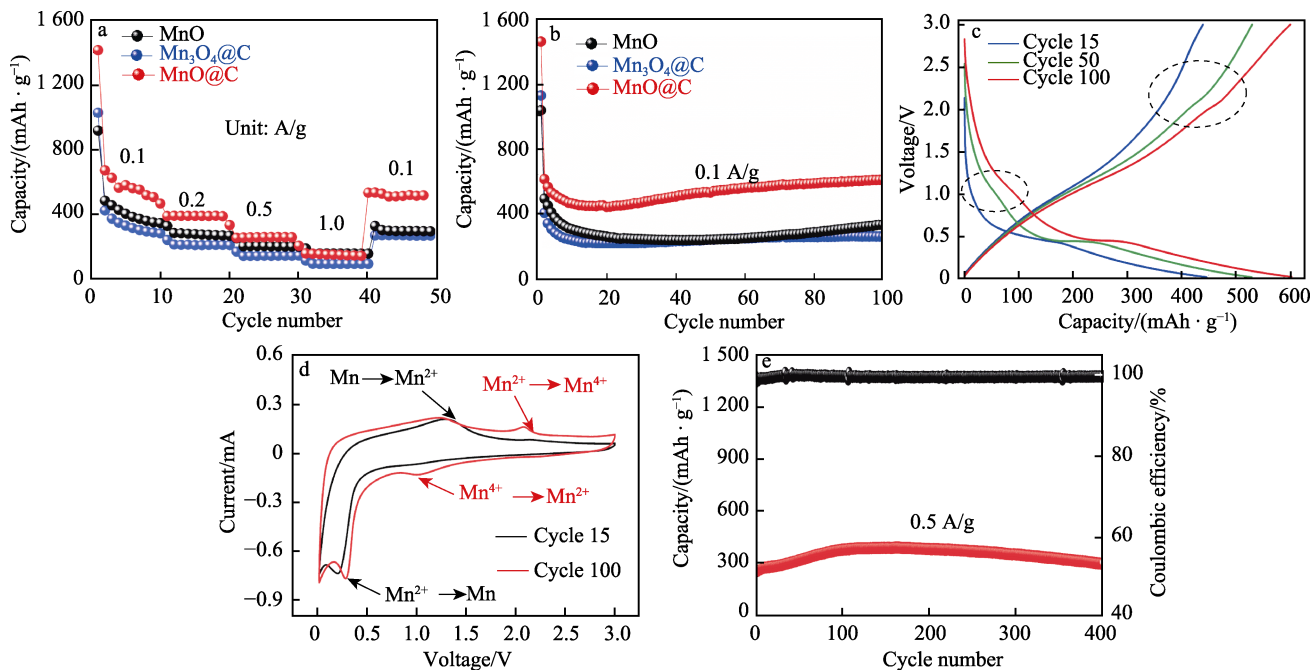 a
MnO
Mn₃O₄@C
MnO@C
Unit: A/g
0.1
0.2
0.5
1.0
0.1
1 600
1 200
800
400
0
0
10
20
30
40
50
Capacity/(mAh · g⁻¹)
Cycle number
b
MnO
Mn₃O₄@C
MnO@C
0.1 A/g
1 600
1 200
800
400
0
0
20
40
60
80
100
Capacity/(mAh · g⁻¹)
Cycle number
c
Cycle 15
Cycle 50
Cycle 100
3.0
2.5
2.0
1.5
1.0
0.5
0
0
100
200
300
400
500
600
Voltage/V
Capacity/(mAh · g⁻¹)
d
Mn→Mn²⁺
Mn²⁺→Mn⁴⁺
Mn⁴⁺→Mn²⁺
Cycle 15
Cycle 100
Mn²⁺→Mn
0.6
0.3
0
−0.3
−0.6
−0.9
0
0.5
1.0
1.5
2.0
2.5
3.0
Current/mA
Voltage/V
e
0.5 A/g
1 500
1 200
900
600
300
0
100
80
60
40
0
100
200
300
400
Capacity/(mAh · g⁻¹)
Coulombic efficiency/%
Cycle number